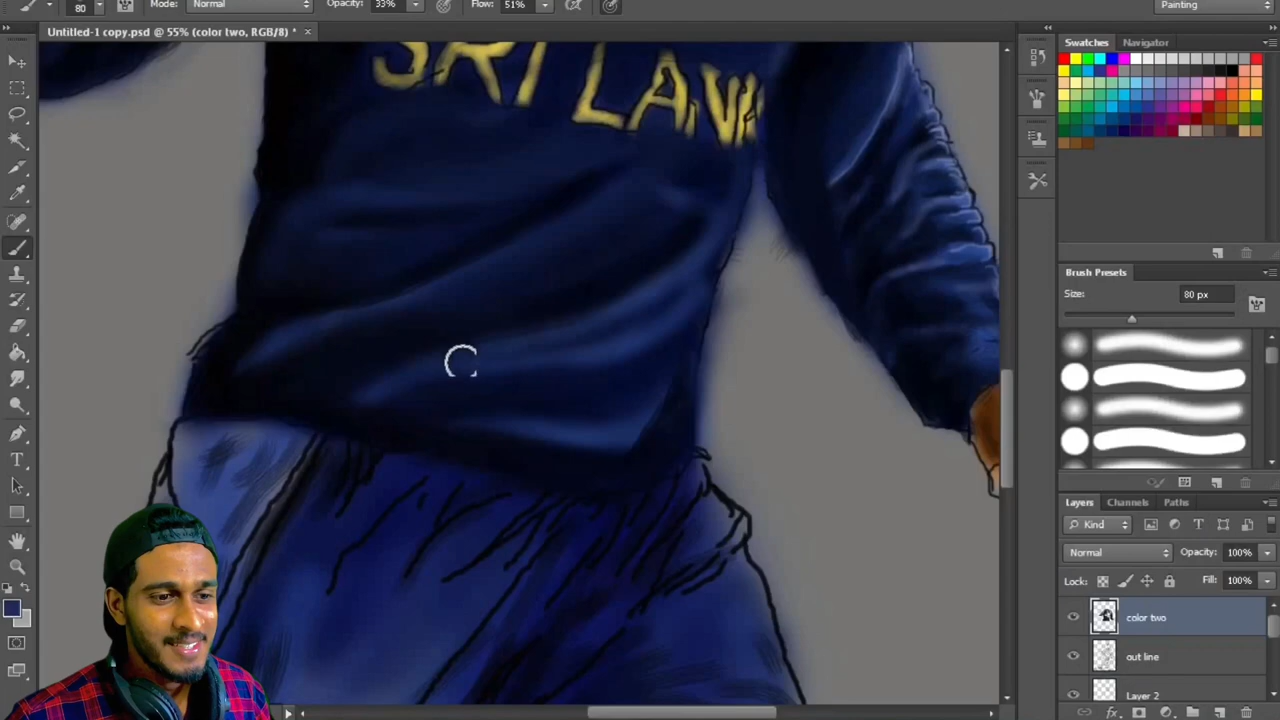 80 Mode: Normal Opacity: 33% Flow: 51% Painting
Untitled-1 copy.psd @ 55% (color two, RGB/8) * ×
Swatches Navigator
SRI LAN
Brush Presets
Size: 80 px
Layers Channels Paths
Kind
Normal Opacity: 100%
Lock: Fill: 100%
color two
out line
Layer 2
T
fx